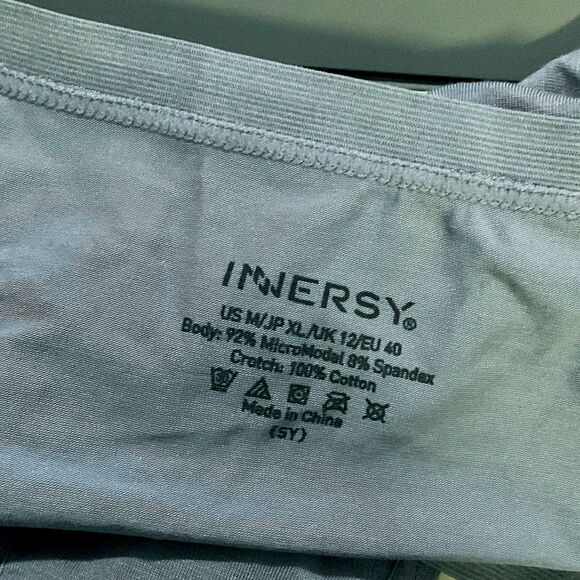 INNERSY®
US M/JP XL/UK 12/EU 40
Body: 92% MicroModal 8% Spandex
Crotch: 100% Cotton
Made in China
(SY)